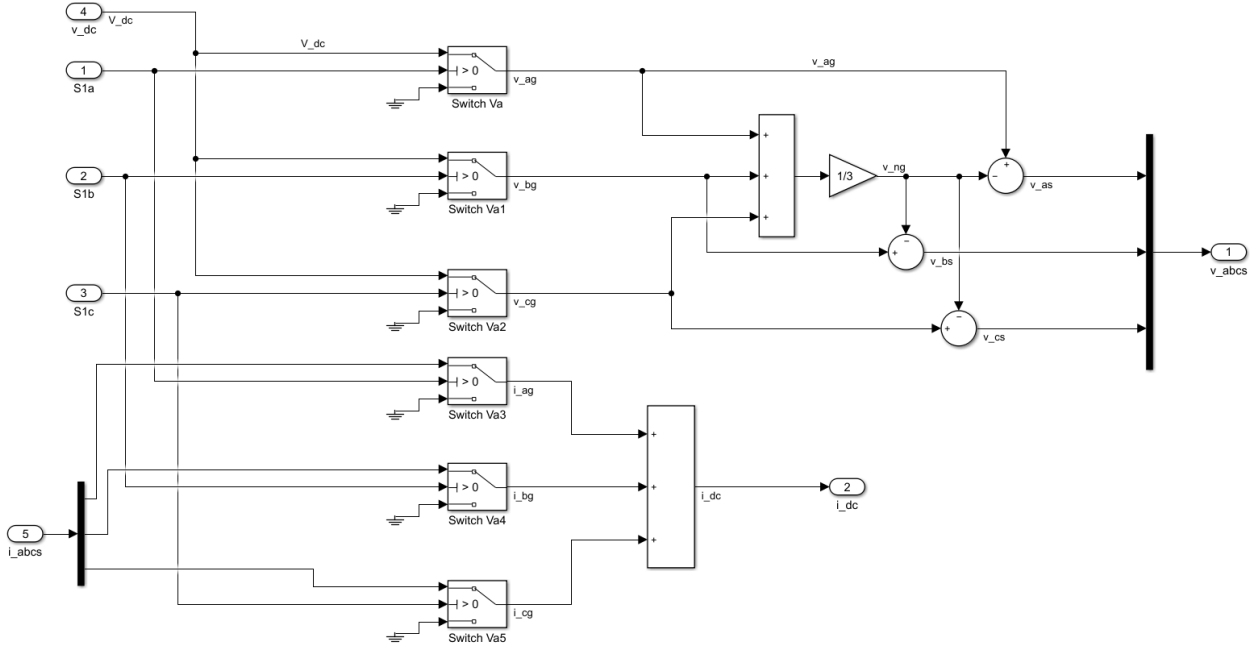 4
V_dc
v_dc
V_dc
1
S1a
> 0
v_ag
v_ag
Switch Va
+
+
+
2
S1b
> 0
v_bg
Switch Va1
1/3
v_ng
+
−
v_as
−
+
v_bs
1
v_abcs
3
S1c
> 0
v_cg
Switch Va2
−
+
v_cs
> 0
i_ag
Switch Va3
+
+
+
> 0
i_bg
Switch Va4
i_dc
2
i_dc
5
i_abcs
> 0
i_cg
Switch Va5